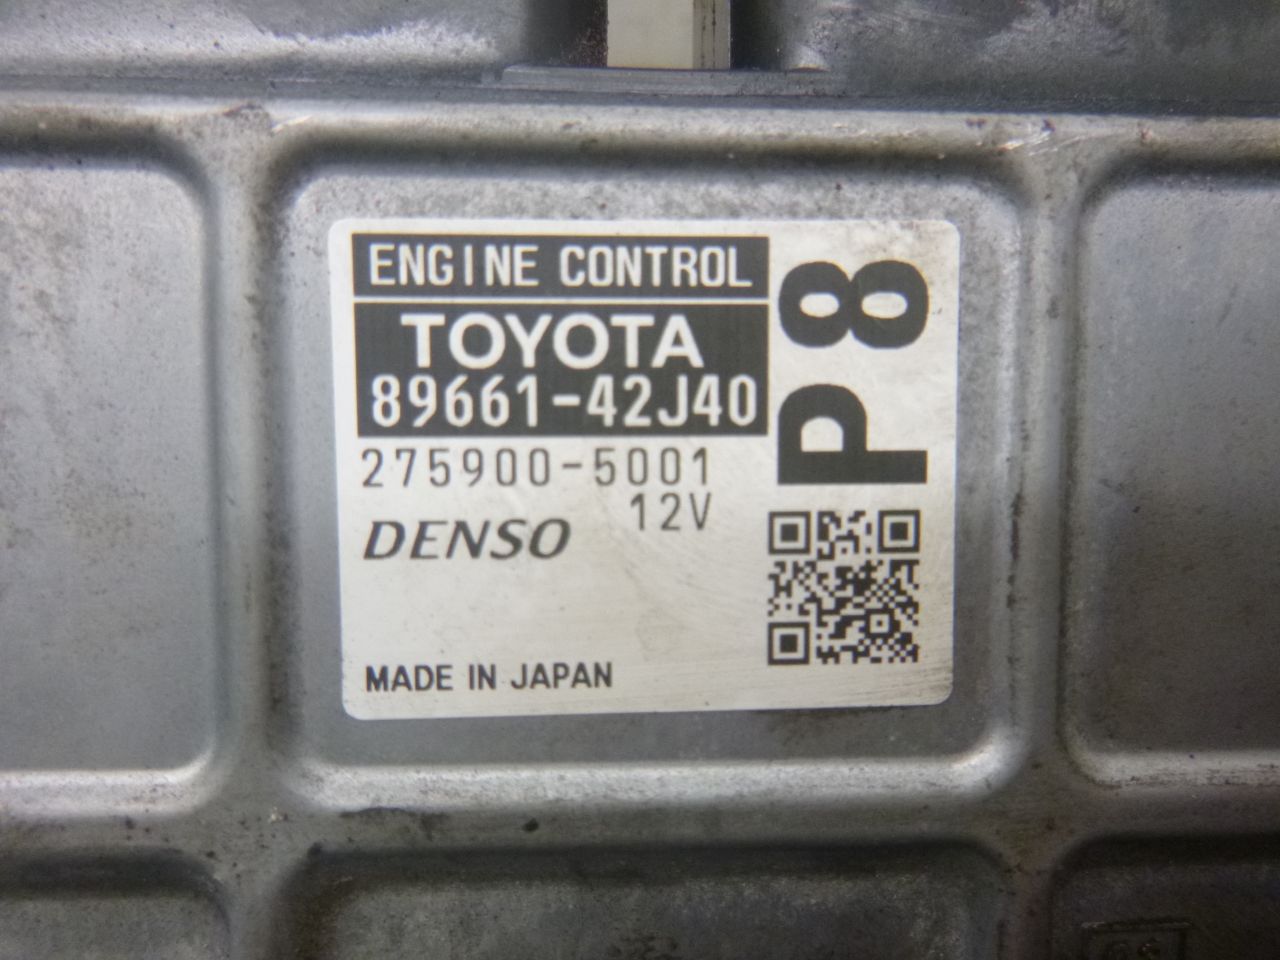 ENGINE CONTROL
TOYOTA
89661-42J40
275900-5001
12V
DENSO
MADE IN JAPAN
P8